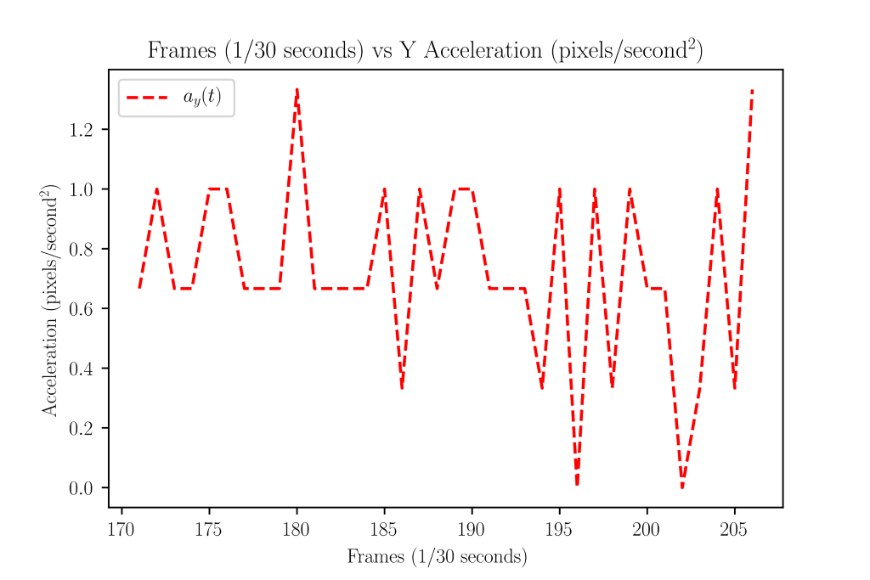 Frames (1/30 seconds) vs Y Acceleration (pixels/second²)
a_y(t)
Acceleration (pixels/second²)
1.2
1.0
0.8
0.6
0.4
0.2
0.0
170 175 180 185 190 195 200 205
Frames (1/30 seconds)